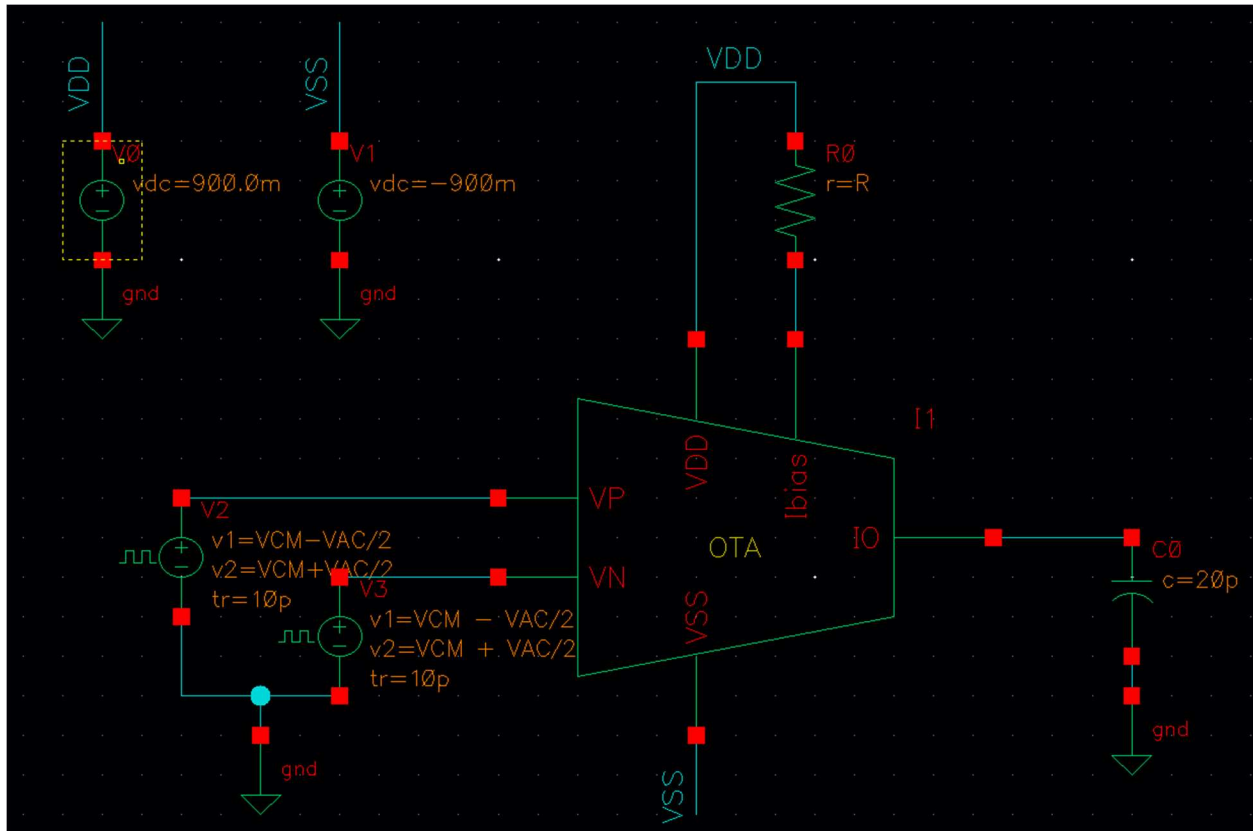 VDD
VSS
VDD
V0
vdc=900.0m
V1
vdc=-900m
R0
r=R
gnd
gnd
I1
VDD
Ibias
VP
V2
v1=VCM-VAC/2
v2=VCM+VAC/2
tr=10p
OTA
IO
C0
c=20p
VN
V3
v1=VCM - VAC/2
v2=VCM + VAC/2
tr=10p
VSS
gnd
gnd
VSS